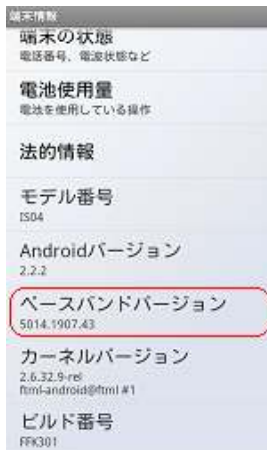 端末情報
端末の状態
電話番号、電波状態など
電池使用量
電池を使用している操作
法的情報
モデル番号
IS04
Androidバージョン
2.2.2
ベースバンドバージョン
5014.1907.43
カーネルバージョン
2.6.32.9-rel
ftml-android@ftml #1
ビルド番号
FFK301